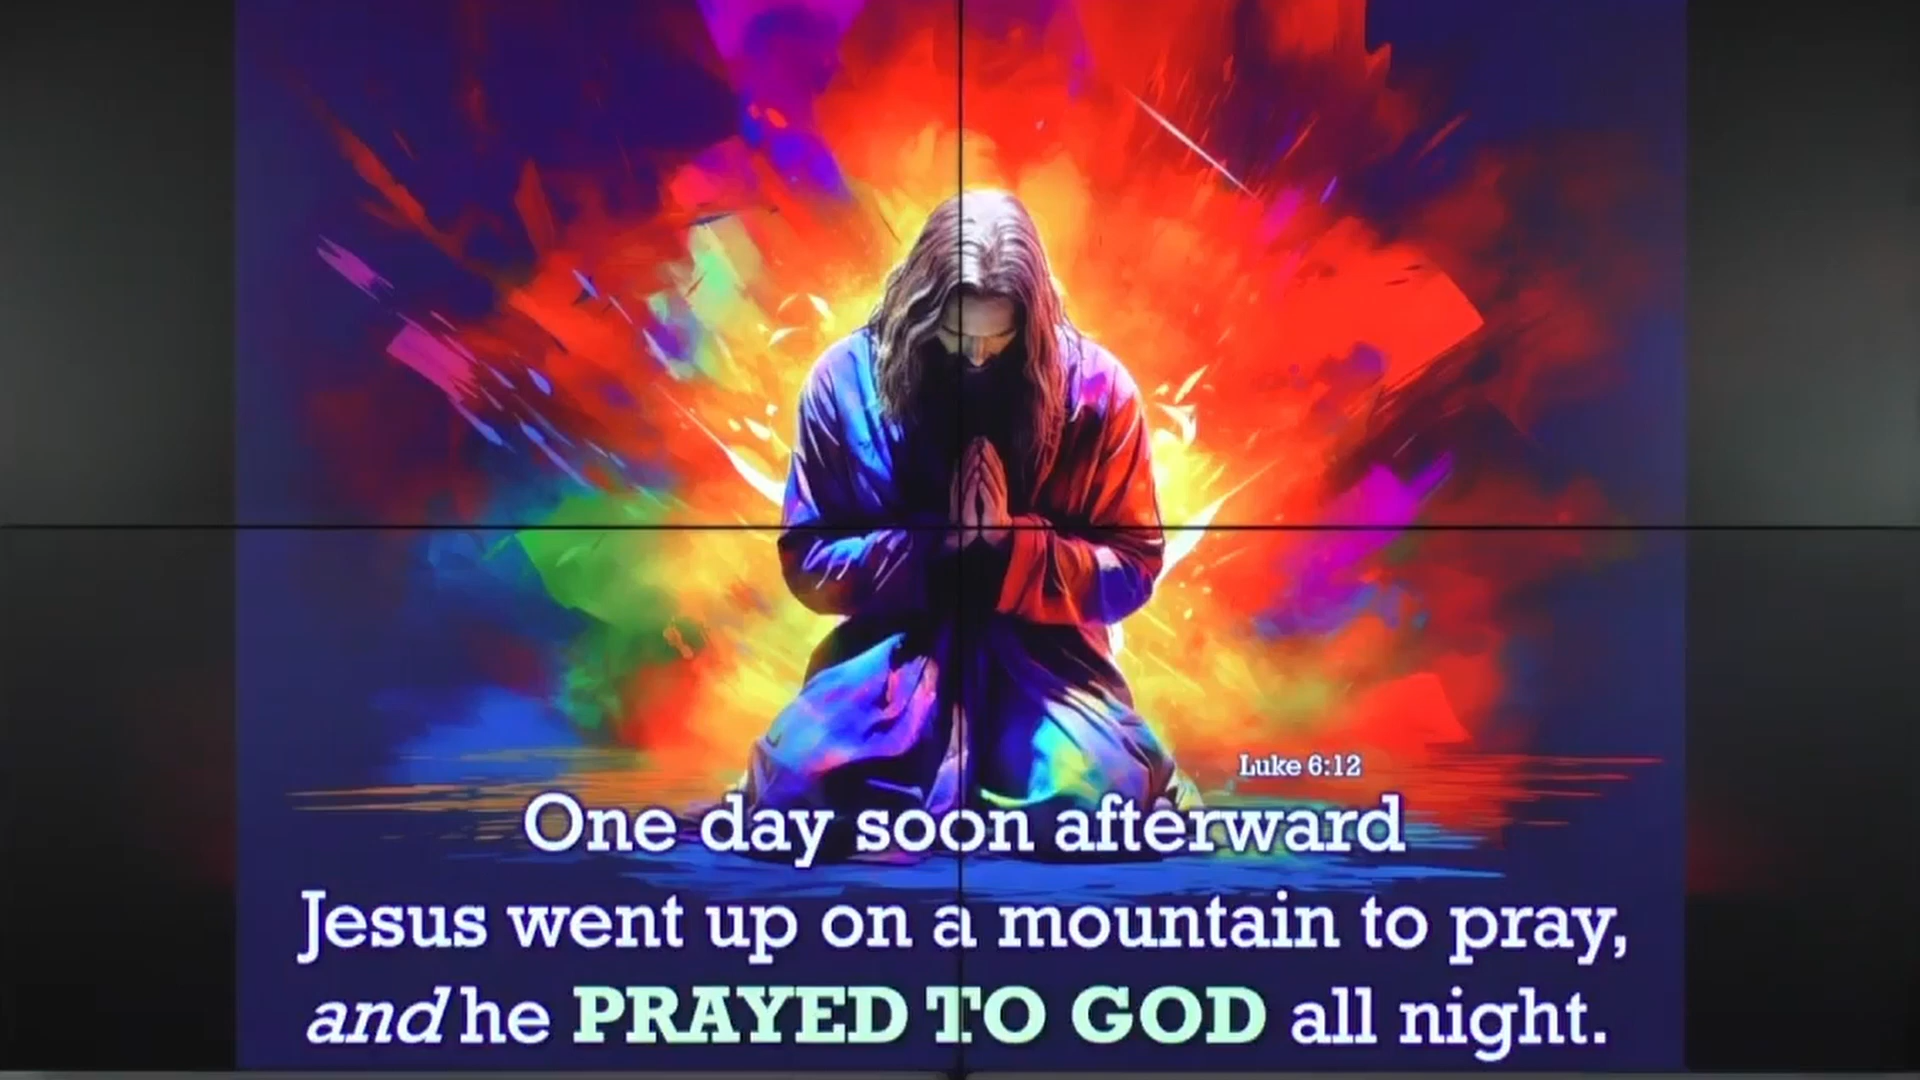 Luke 6:12
One day soon afterward
Jesus went up on a mountain to pray,
and he PRAYED TO GOD all night.